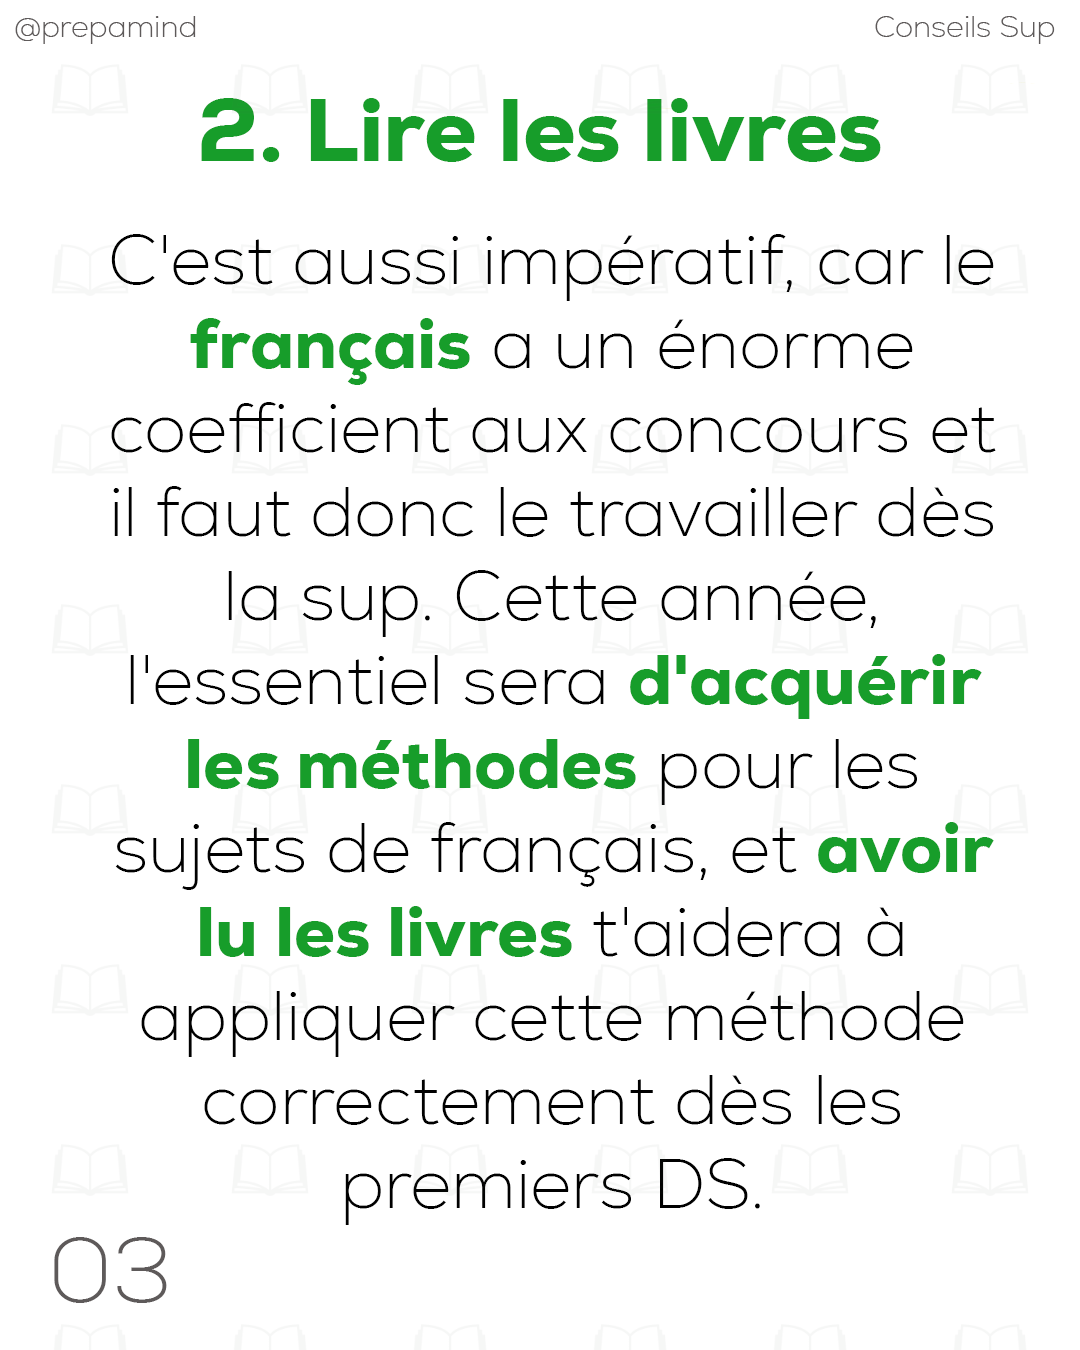 @prepamind
Conseils Sup
2. Lire les livres
C'est aussi impératif, car le
français a un énorme
coefficient aux concours et
il faut donc le travailler dès
la sup. Cette année,
l'essentiel sera d'acquérir
les méthodes pour les
sujets de français, et avoir
lu les livres t'aidera à
appliquer cette méthode
correctement dès les
premiers DS.
03